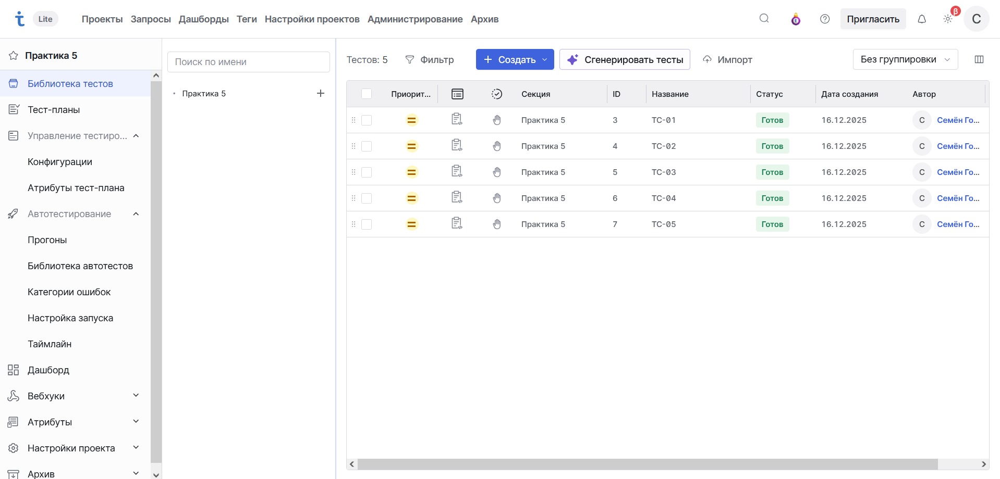 Lite
Проекты Запросы Дашборды Теги Настройки проектов Администрирование Архив
Пригласить
β
С
Практика 5
Библиотека тестов
Тест-планы
Управление тестиро...
Конфигурации
Атрибуты тест-плана
Автотестирование
Прогоны
Библиотека автотестов
Категории ошибок
Настройка запуска
Таймлайн
Дашборд
Вебхуки
Атрибуты
Настройки проекта
Архив
Поиск по имени
Практика 5
Тестов: 5
Фильтр
Создать
Сгенерировать тесты
Импорт
Без группировки
Приорит... Секция ID Название Статус Дата создания Автор
Практика 5 3 TC-01 Готов 16.12.2025 С Семён Го...
Практика 5 4 TC-02 Готов 16.12.2025 С Семён Го...
Практика 5 5 TC-03 Готов 16.12.2025 С Семён Го...
Практика 5 6 TC-04 Готов 16.12.2025 С Семён Го...
Практика 5 7 TC-05 Готов 16.12.2025 С Семён Го...